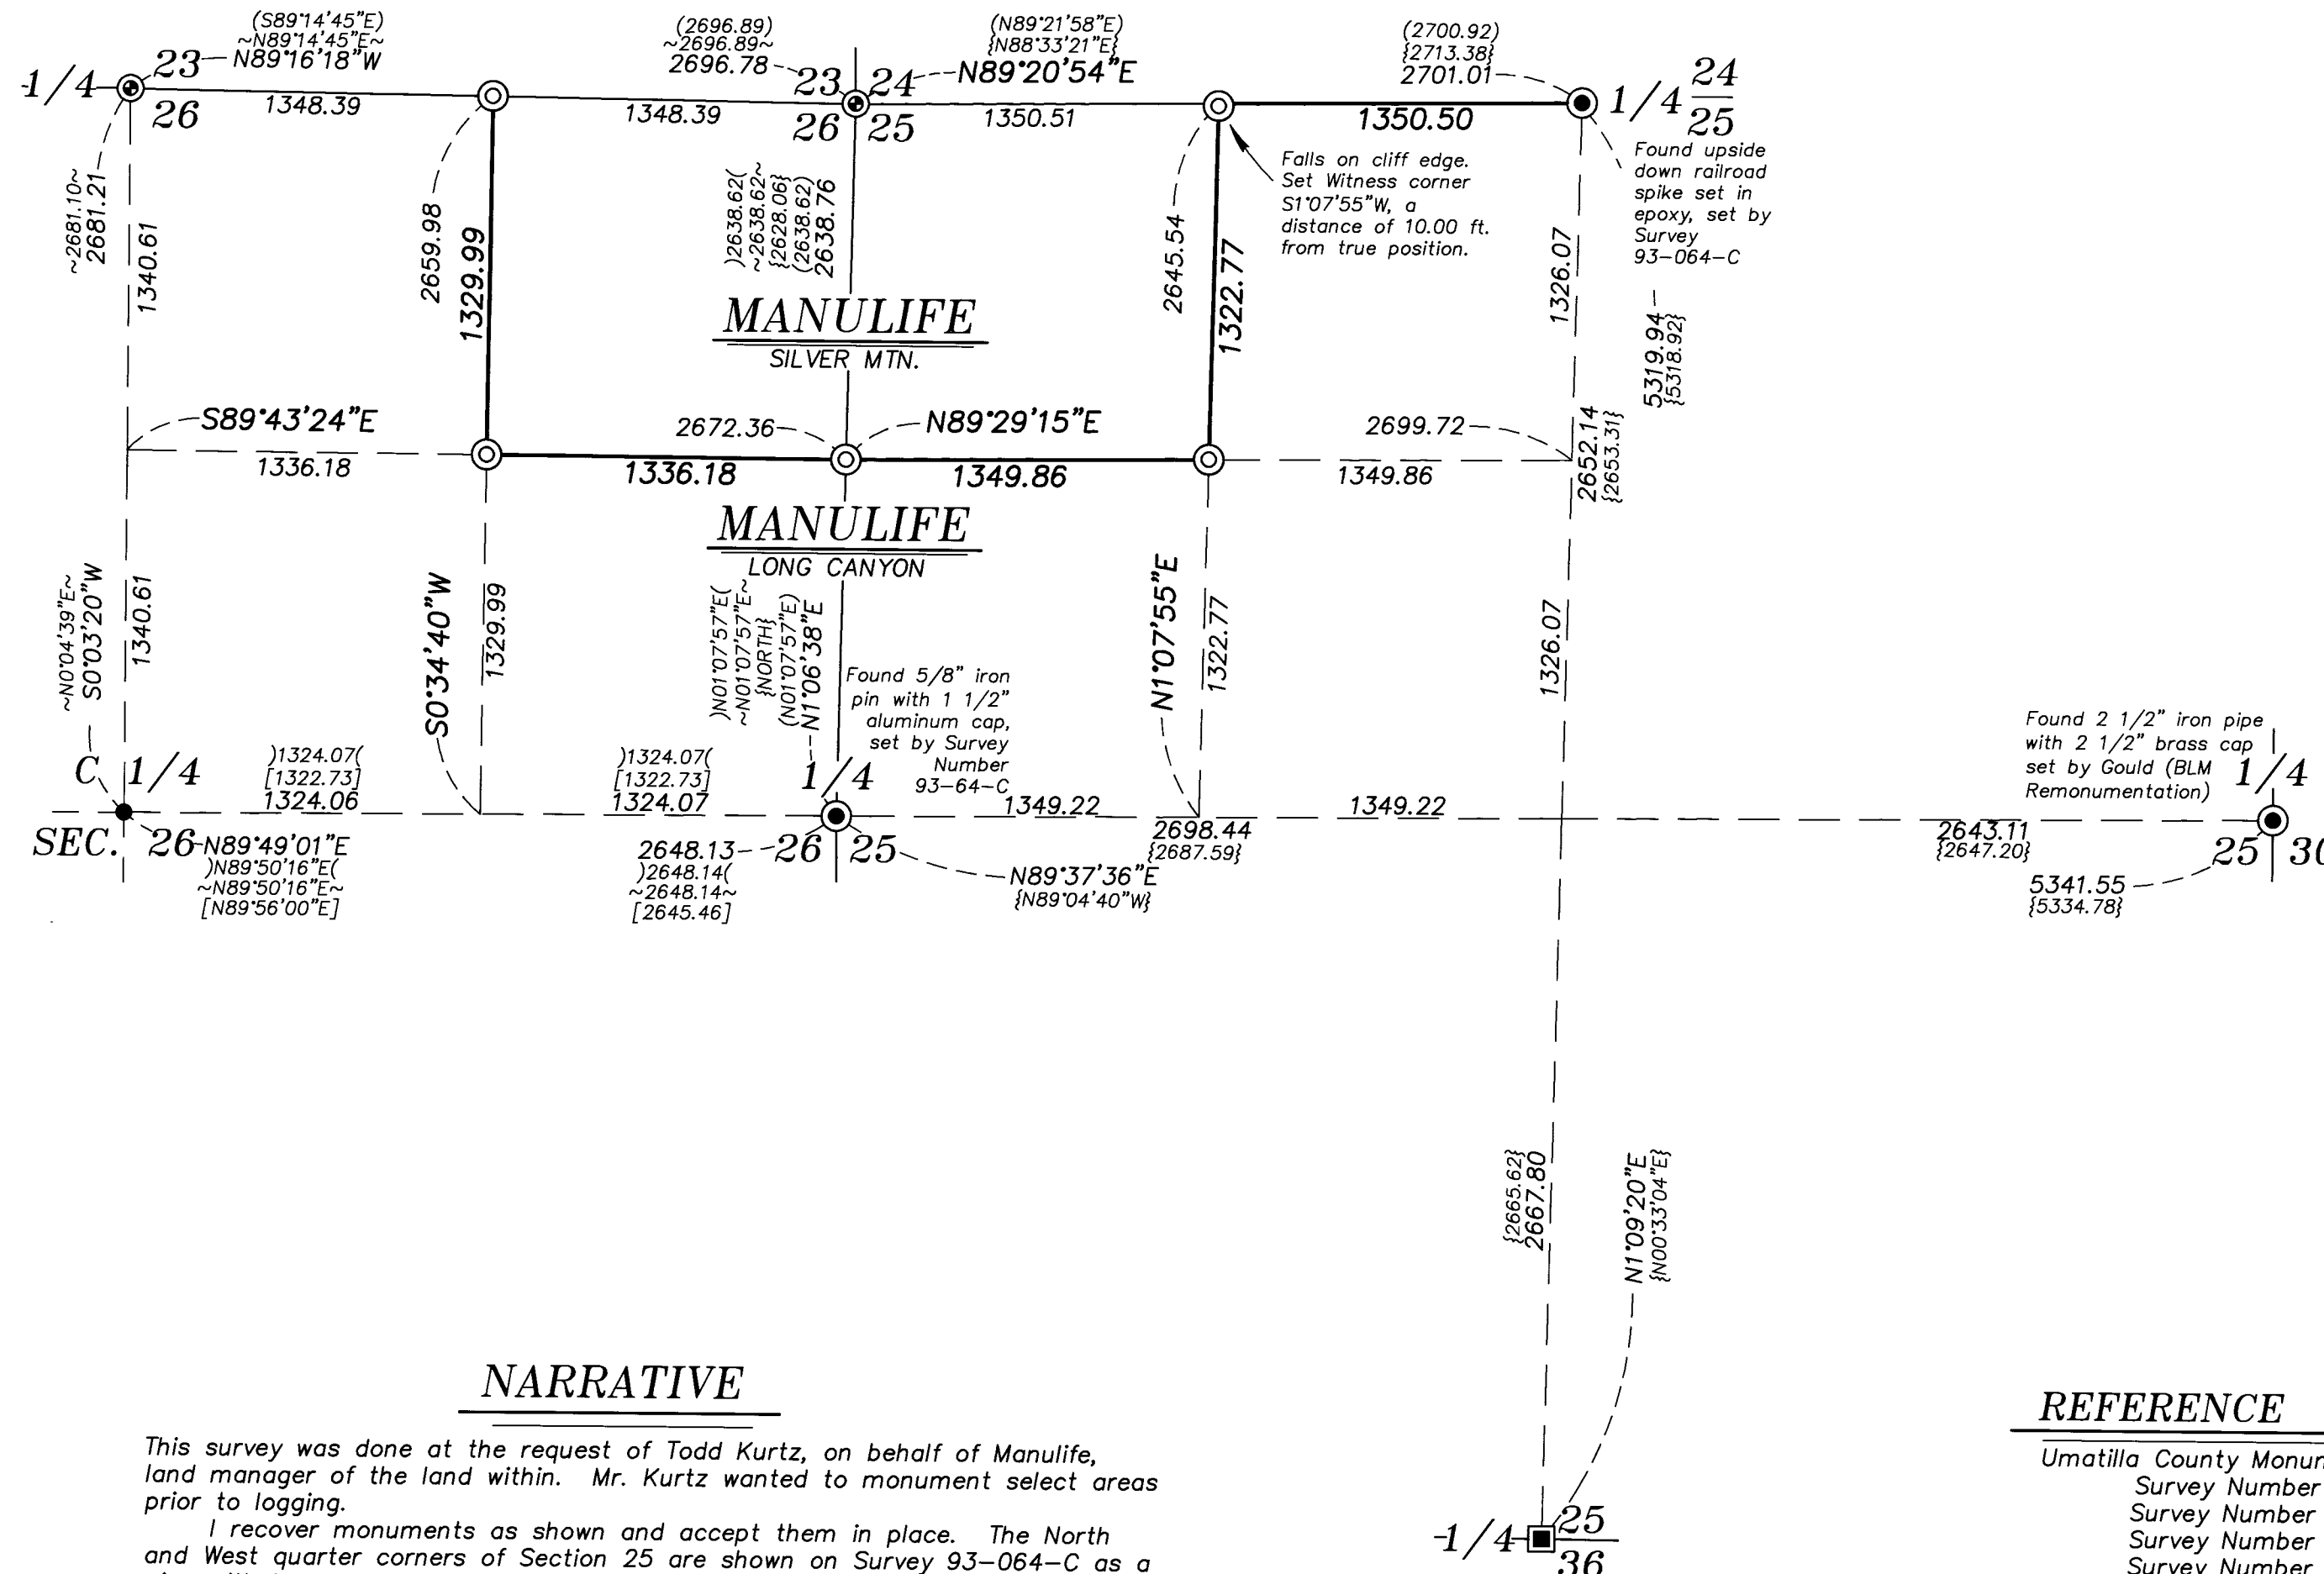 (S89°14'45"E)
~N89°14'45"E~
N89°16'18"W
(2696.89)
~2696.89~
2696.78
(N89°21'58"E)
{N88°33'21"E}
N89°20'54"E
(2700.92)
{2713.38}
2701.01
1/4
23
26
23
24
26
25
1/4
24
25
1348.39
1348.39
1350.51
1350.50
Found upside
down railroad
spike set in
epoxy, set by
Survey
93-064-C
Falls on cliff edge.
Set Witness corner
S1°07'55"W, a
distance of 10.00 ft.
from true position.
~2681.10~
2681.21
1340.61
2659.98
1329.99
)2638.62(
~2638.62~
{2628.06}
(2638.62)
2638.76
2645.54
1322.77
1326.07
5319.94
{5318.92}
MANULIFE
SILVER MTN.
S89°43'24"E
1336.18
2672.36
1336.18
N89°29'15"E
1349.86
2699.72
1349.86
2652.14
{2653.31}
MANULIFE
LONG CANYON
~N0°04'39"E~
S0°03'20"W
1340.61
S0°34'40"W
1329.99
)N01°07'57"E(
~N01°07'57"E~
{NORTH}
(N01°07'57"E)
N1°06'38"E
Found 5/8" iron
pin with 1 1/2"
aluminum cap,
set by Survey
Number
93-64-C
N1°07'55"E
1322.77
1326.07
Found 2 1/2" iron pipe
with 2 1/2" brass cap
set by Gould (BLM
Remonumentation)
1/4
C 1/4
SEC. 26
)1324.07(
[1322.73]
1324.06
)1324.07(
[1322.73]
1324.07
1/4
26
25
1349.22
1349.22
2698.44
{2687.59}
2643.11
{2647.20}
25
30
N89°49'01"E
)N89°50'16"E(
~N89°50'16"E~
[N89°56'00"E]
2648.13
)2648.14(
~2648.14~
[2645.46]
N89°37'36"E
{N89°04'40"W}
5341.55
{5334.78}
{2665.62}
2667.80
N1°09'20"E
{N00°33'04"E}
1/4
25
36
NARRATIVE
This survey was done at the request of Todd Kurtz, on behalf of Manulife,
land manager of the land within. Mr. Kurtz wanted to monument select areas
prior to logging.
I recover monuments as shown and accept them in place. The North
and West quarter corners of Section 25 are shown on Survey 93-064-C as a
REFERENCE
Umatilla County
Survey Number
Survey Number
Survey Number
Survey Number